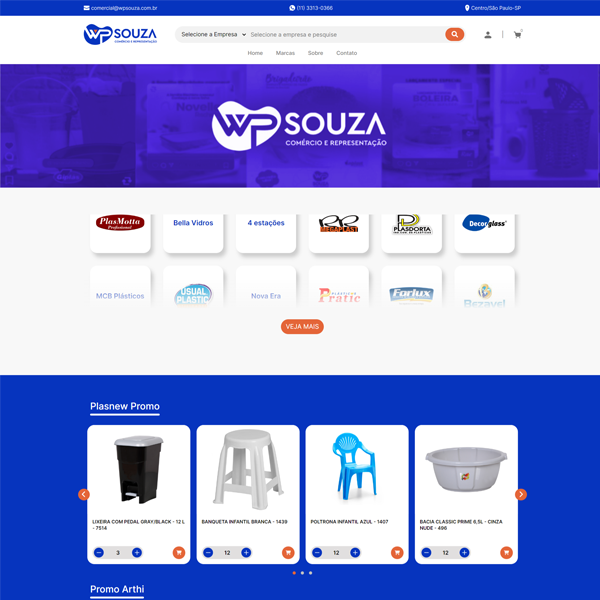 comercial@wpsouza.com.br
(11) 3313-0366
Centro/São Paulo-SP
WP SOUZA
COMÉRCIO E REPRESENTAÇÃO
Selecione a Empresa
Selecione a empresa e pesquise
Home Marcas Sobre Contato
WP SOUZA
COMÉRCIO E REPRESENTAÇÃO
PlasMotta
Profissional
Bella Vidros
4 estações
MEGAPLAST
PLASDORTA
Decorglass
MCB Plásticos
USUAL PLASTIC
Nova Era
Pratic
Forlux
Bezavel
VEJA MAIS
Plasnew Promo
LIXEIRA COM PEDAL GRAY/BLACK - 12 L
- 7514
BANQUETA INFANTIL BRANCA - 1439
POLTRONA INFANTIL AZUL - 1407
BACIA CLASSIC PRIME 8,5L - CINZA
NUDE - 496
3
12
12
12
Promo Arthi